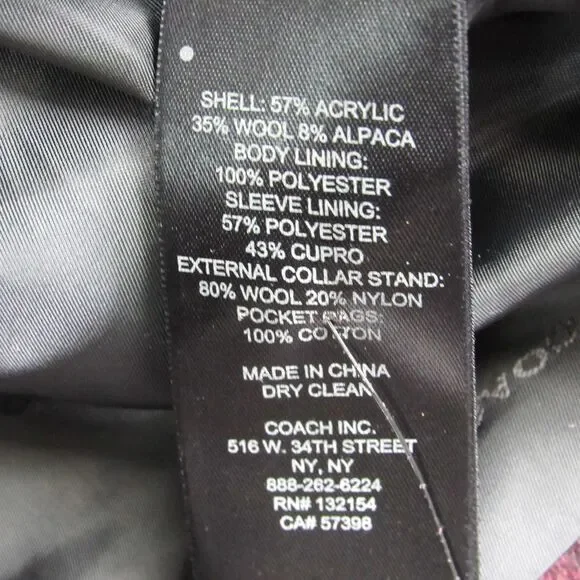 SHELL: 57% ACRYLIC
35% WOOL 8% ALPACA
BODY LINING:
100% POLYESTER
SLEEVE LINING:
57% POLYESTER
43% CUPRO
EXTERNAL COLLAR STAND:
80% WOOL 20% NYLON
POCKET BAGS:
100% COTTON
MADE IN CHINA
DRY CLEAN
COACH INC.
516 W. 34TH STREET
NY, NY
888-262-6224
RN# 132154
CA# 57398